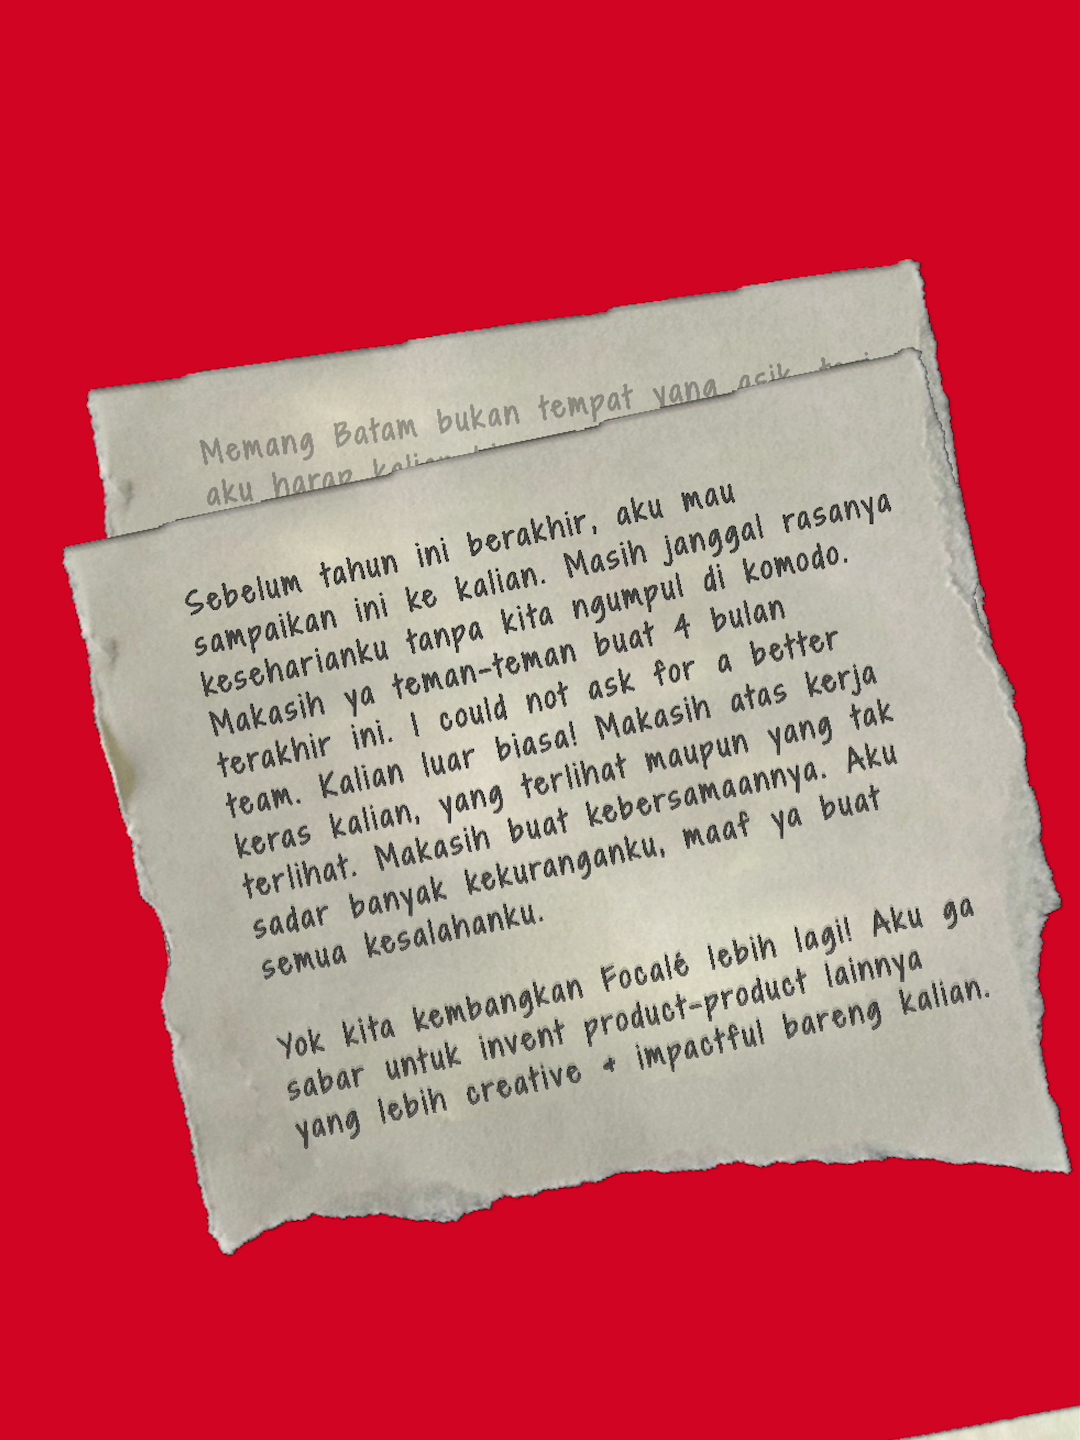 Memang Batam bukan tempat yang asik, tapi
aku harap kalian
Sebelum tahun ini berakhir, aku mau
sampaikan ini ke kalian. Masih janggal rasanya
keseharianku tanpa kita ngumpul di komodo.
Makasih ya teman-teman buat 4 bulan
terakhir ini. I could not ask for a better
team. Kalian luar biasa! Makasih atas kerja
keras kalian, yang terlihat maupun yang tak
terlihat. Makasih buat kebersamaannya. Aku
sadar banyak kekuranganku, maaf ya buat
semua kesalahanku.
Yok kita kembangkan Focalé lebih lagi! Aku ga
sabar untuk invent product-product lainnya
yang lebih creative & impactful bareng kalian.